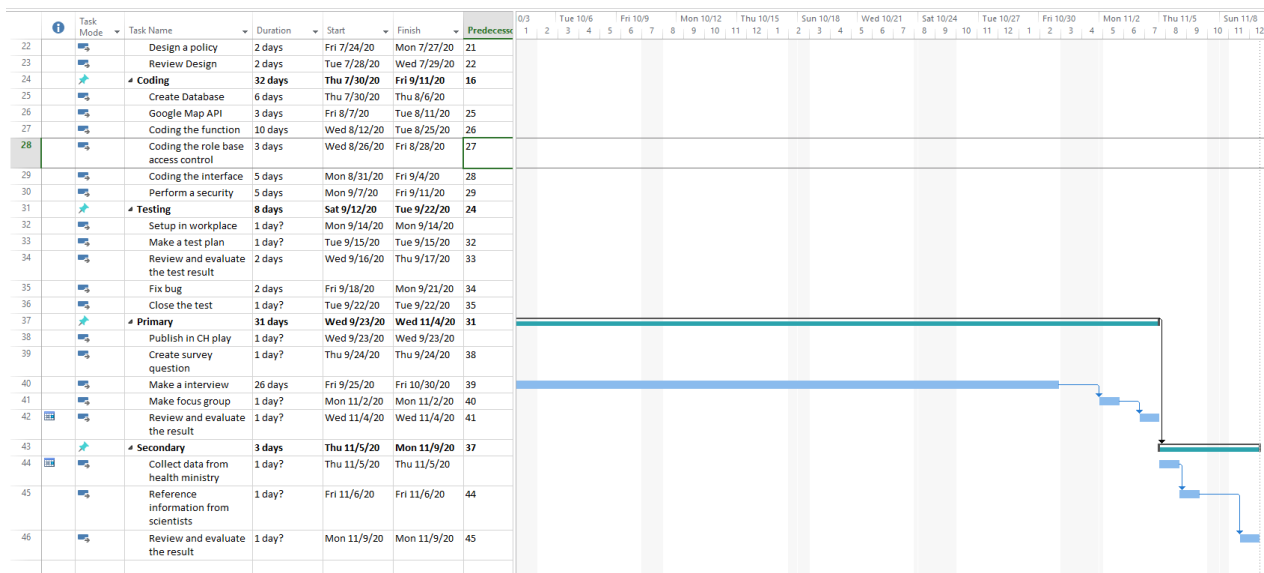 0/3 Tue 10/6 Fri 10/9 Mon 10/12 Thu 10/15 Sun 10/18 Wed 10/21 Sat 10/24 Tue 10/27 Fri 10/30 Mon 11/2 Thu 11/5 Sun 11/8
Task
Mode Task Name Duration Start Finish Predecesso
1 2 3 4 5 6 7 8 9 10 11 12 1 2 3 4 5 6 7 8 9 10 11 12 1 2 3 4 5 6 7 8 9 10 11 12
22 Design a policy 2 days Fri 7/24/20 Mon 7/27/20 21
23 Review Design 2 days Tue 7/28/20 Wed 7/29/20 22
24 Coding 32 days Thu 7/30/20 Fri 9/11/20 16
25 Create Database 6 days Thu 7/30/20 Thu 8/6/20
26 Google Map API 3 days Fri 8/7/20 Tue 8/11/20 25
27 Coding the function 10 days Wed 8/12/20 Tue 8/25/20 26
28 Coding the role base 3 days Wed 8/26/20 Fri 8/28/20 27
access control
29 Coding the interface 5 days Mon 8/31/20 Fri 9/4/20 28
30 Perform a security 5 days Mon 9/7/20 Fri 9/11/20 29
31 Testing 8 days Sat 9/12/20 Tue 9/22/20 24
32 Setup in workplace 1 day? Mon 9/14/20 Mon 9/14/20
33 Make a test plan 1 day? Tue 9/15/20 Tue 9/15/20 32
34 Review and evaluate 2 days Wed 9/16/20 Thu 9/17/20 33
the test result
35 Fix bug 2 days Fri 9/18/20 Mon 9/21/20 34
36 Close the test 1 day? Tue 9/22/20 Tue 9/22/20 35
37 Primary 31 days Wed 9/23/20 Wed 11/4/20 31
38 Publish in CH play 1 day? Wed 9/23/20 Wed 9/23/20
39 Create survey 1 day? Thu 9/24/20 Thu 9/24/20 38
question
40 Make a interview 26 days Fri 9/25/20 Fri 10/30/20 39
41 Make focus group 1 day? Mon 11/2/20 Mon 11/2/20 40
42 Review and evaluate 1 day? Wed 11/4/20 Wed 11/4/20 41
the result
43 Secondary 3 days Thu 11/5/20 Mon 11/9/20 37
44 Collect data from 1 day? Thu 11/5/20 Thu 11/5/20
health ministry
45 Reference 1 day? Fri 11/6/20 Fri 11/6/20 44
information from
scientists
46 Review and evaluate 1 day? Mon 11/9/20 Mon 11/9/20 45
the result